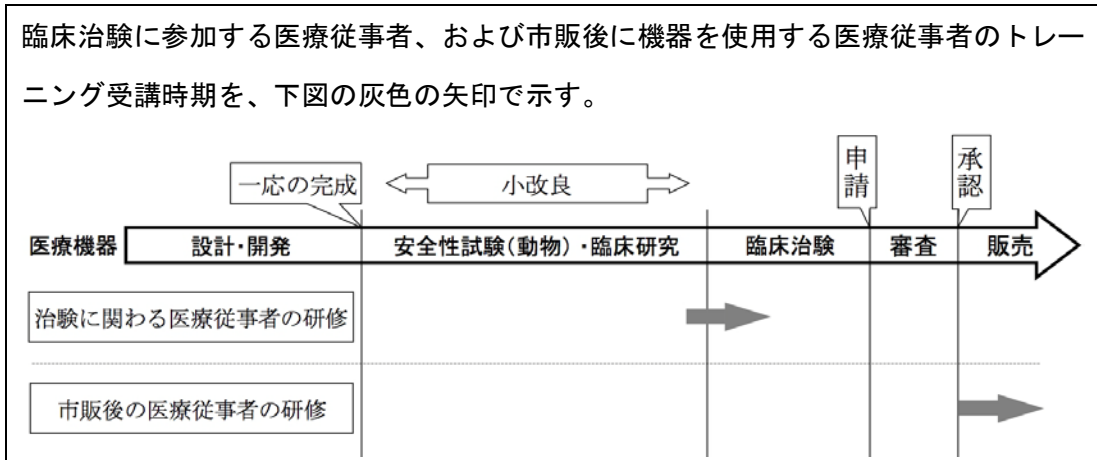 臨床治験に参加する医療従事者、および市販後に機器を使用する医療従事者のトレー
ニング受講時期を、下図の灰色の矢印で示す。
一応の完成
小改良
申請
承認
医療機器
設計・開発
安全性試験(動物)・臨床研究
臨床治験
審査
販売
治験に関わる医療従事者の研修
市販後の医療従事者の研修